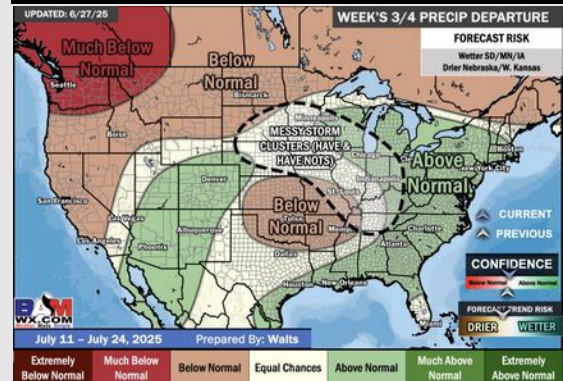 UPDATED: 6/27/25
WEEK'S 3/4 PRECIP DEPARTURE
FORECAST RISK
Wetter SD/MN/IA
Drier Nebraska/W. Kansas
Much Below
Normal
Below
Normal
Seattle
Bismarck
Boise
Minneapolis
MESSY STORM
CLUSTERS (HAVE &
HAVE NOTS)
Chicago
Boston
New York City
Above
Normal
Indianapolis
Denver
St. Louis
San Francisco
Las Vegas
Below
Normal
Tulsa
Memphis
Charlotte
Los Angeles
Albuquerque
Phoenix
Atlanta
Dallas
Houston
New Orleans
Miami
CURRENT
PREVIOUS
CONFIDENCE
Below Normal Above Normal
FORECAST TREND RISK
DRIER WETTER
BAM
WX.COM
July 11 – July 24, 2025
Prepared By: Walts
Extremely
Below Normal
Much Below
Normal
Below Normal
Equal Chances
Above Normal
Much Above
Normal
Extremely
Above Normal